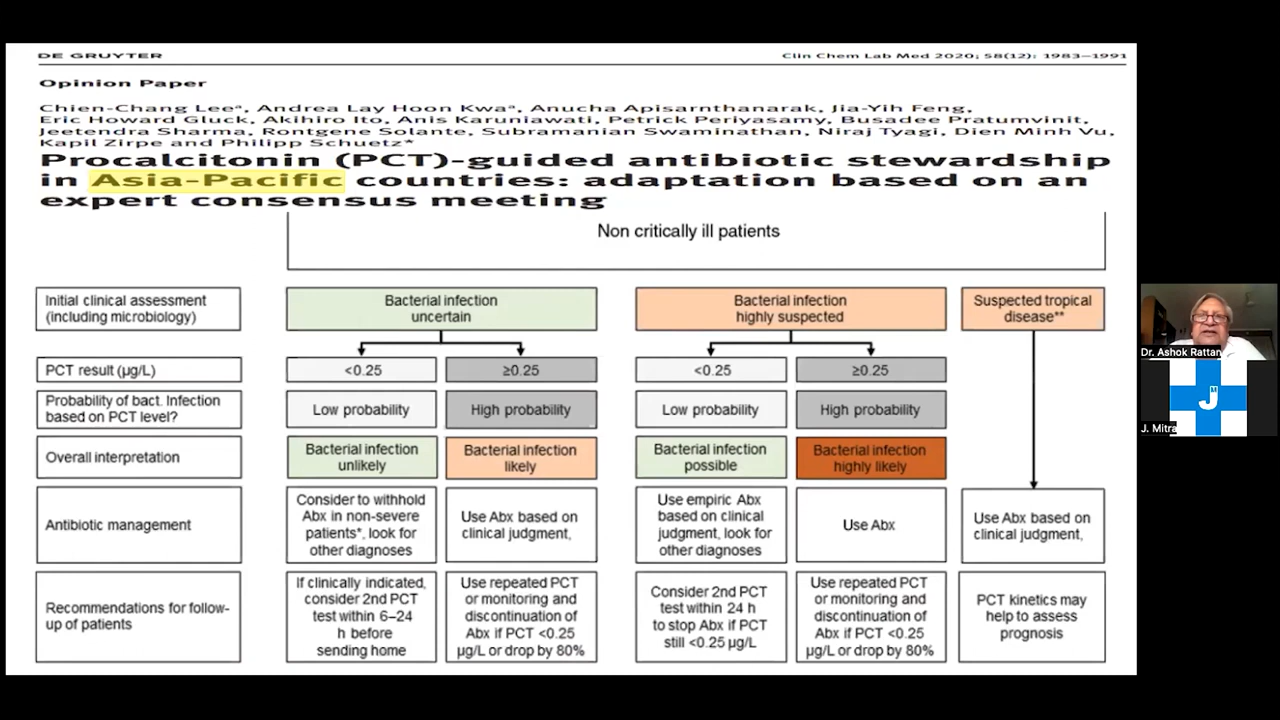 DE GRUYTER
Clin Chem Lab Med 2020; 58(12): 1983–1991
Opinion Paper
Chien-Chang Leeª, Andrea Lay Hoon Kwaª, Anucha Apisarnthanarak, Jia-Yih Feng,
Eric Howard Gluck, Akihiro Ito, Anis Karuniawati, Petrick Periyasamy, Busadee Pratumvinit,
Jeetendra Sharma, Rontgene Solante, Subramanian Swaminathan, Niraj Tyagi, Dien Minh Vu,
Kapil Zirpe and Philipp Schuetz*
Procalcitonin (PCT)-guided antibiotic stewardship
in Asia-Pacific countries: adaptation based on an
expert consensus meeting
Non critically ill patients
Initial clinical assessment
(including microbiology)
Bacterial infection
uncertain
Bacterial infection
highly suspected
Suspected tropical
disease**
PCT result (µg/L)
<0.25
≥0.25
<0.25
≥0.25
Probability of bact. Infection
based on PCT level?
Low probability
High probability
Low probability
High probability
Overall interpretation
Bacterial infection
unlikely
Bacterial infection
likely
Bacterial infection
possible
Bacterial infection
highly likely
Antibiotic management
Consider to withhold
Abx in non-severe
patients*, look for
other diagnoses
Use Abx based on
clinical judgment,
Use empiric Abx
based on clinical
judgment, look for
other diagnoses
Use Abx
Use Abx based on
clinical judgment,
Recommendations for follow-
up of patients
If clinically indicated,
consider 2nd PCT
test within 6–24
h before
sending home
Use repeated PCT
or monitoring and
discontinuation of
Abx if PCT <0.25
µg/L or drop by 80%
Consider 2nd PCT
test within 24 h
to stop Abx if PCT
still <0.25 µg/L
Use repeated PCT
or monitoring and
discontinuation of
Abx if PCT <0.25
µg/L or drop by 80%
PCT kinetics may
help to assess
prognosis
Dr. Ashok Rattan
J M
J. Mitra